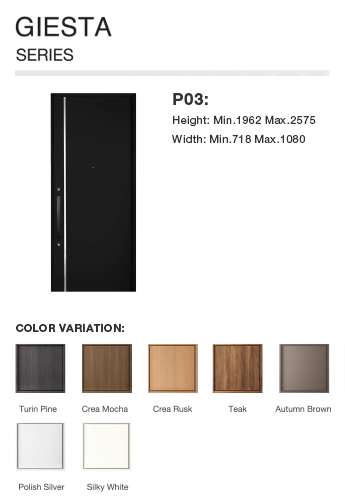 GIESTA
SERIES
P03:
Height: Min.1962 Max.2575
Width: Min.718 Max.1080
COLOR VARIATION:
Turin Pine
Crea Mocha
Crea Rusk
Teak
Autumn Brown
Polish Silver
Silky White